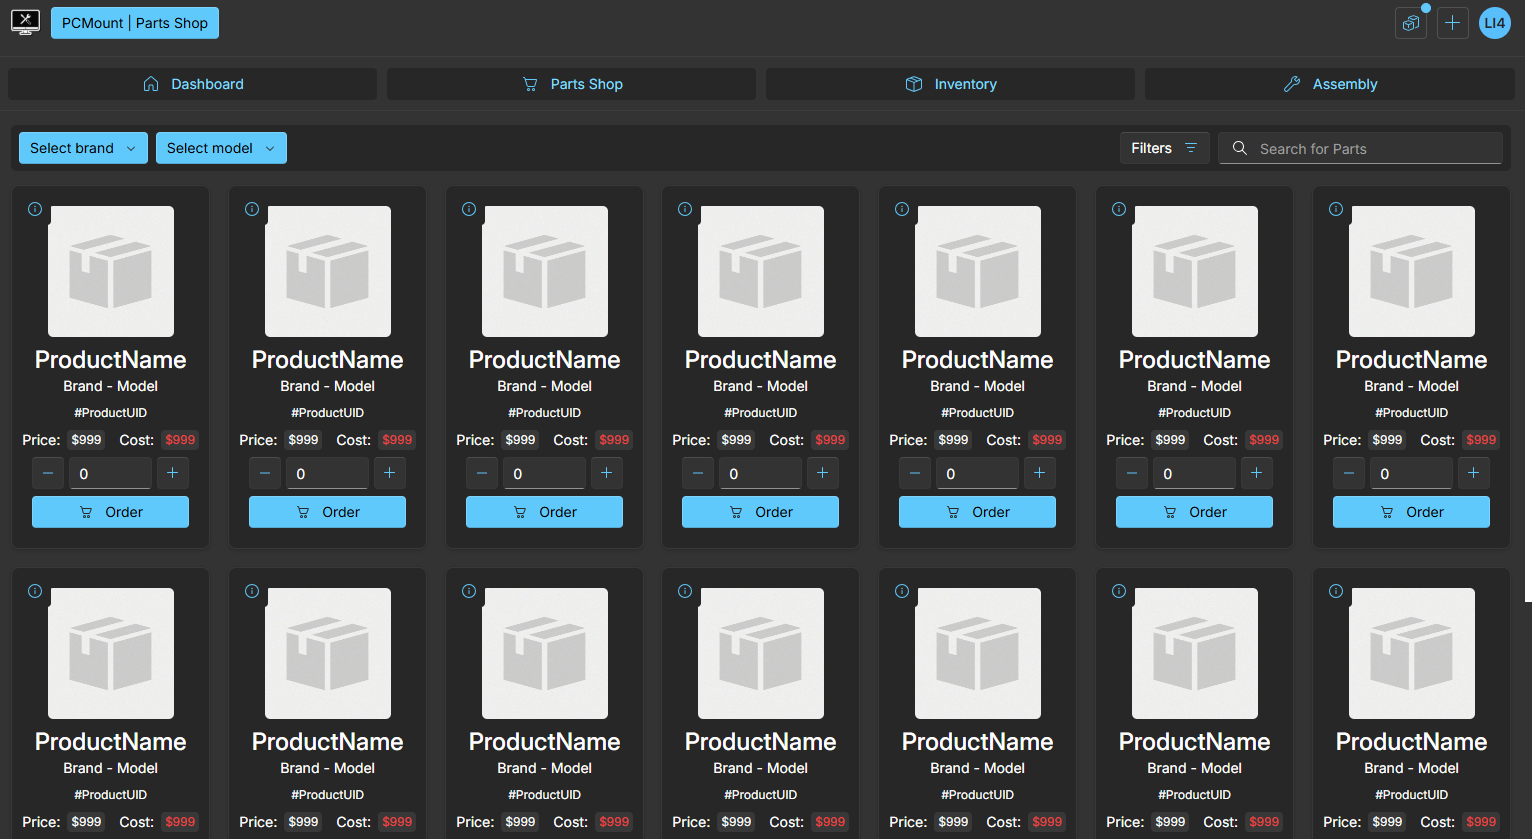 PCMount | Parts Shop
LI4
Dashboard Parts Shop Inventory Assembly
Select brand Select model Filters Search for Parts
ProductName ProductName ProductName ProductName ProductName ProductName ProductName
Brand - Model Brand - Model Brand - Model Brand - Model Brand - Model Brand - Model Brand - Model
#ProductUID #ProductUID #ProductUID #ProductUID #ProductUID #ProductUID #ProductUID
Price: $999 Cost: $999 Price: $999 Cost: $999 Price: $999 Cost: $999 Price: $999 Cost: $999 Price: $999 Cost: $999 Price: $999 Cost: $999 Price: $999 Cost: $999
0 0 0 0 0 0 0
Order Order Order Order Order Order Order
ProductName ProductName ProductName ProductName ProductName ProductName ProductName
Brand - Model Brand - Model Brand - Model Brand - Model Brand - Model Brand - Model Brand - Model
#ProductUID #ProductUID #ProductUID #ProductUID #ProductUID #ProductUID #ProductUID
Price: $999 Cost: $999 Price: $999 Cost: $999 Price: $999 Cost: $999 Price: $999 Cost: $999 Price: $999 Cost: $999 Price: $999 Cost: $999 Price: $999 Cost: $999